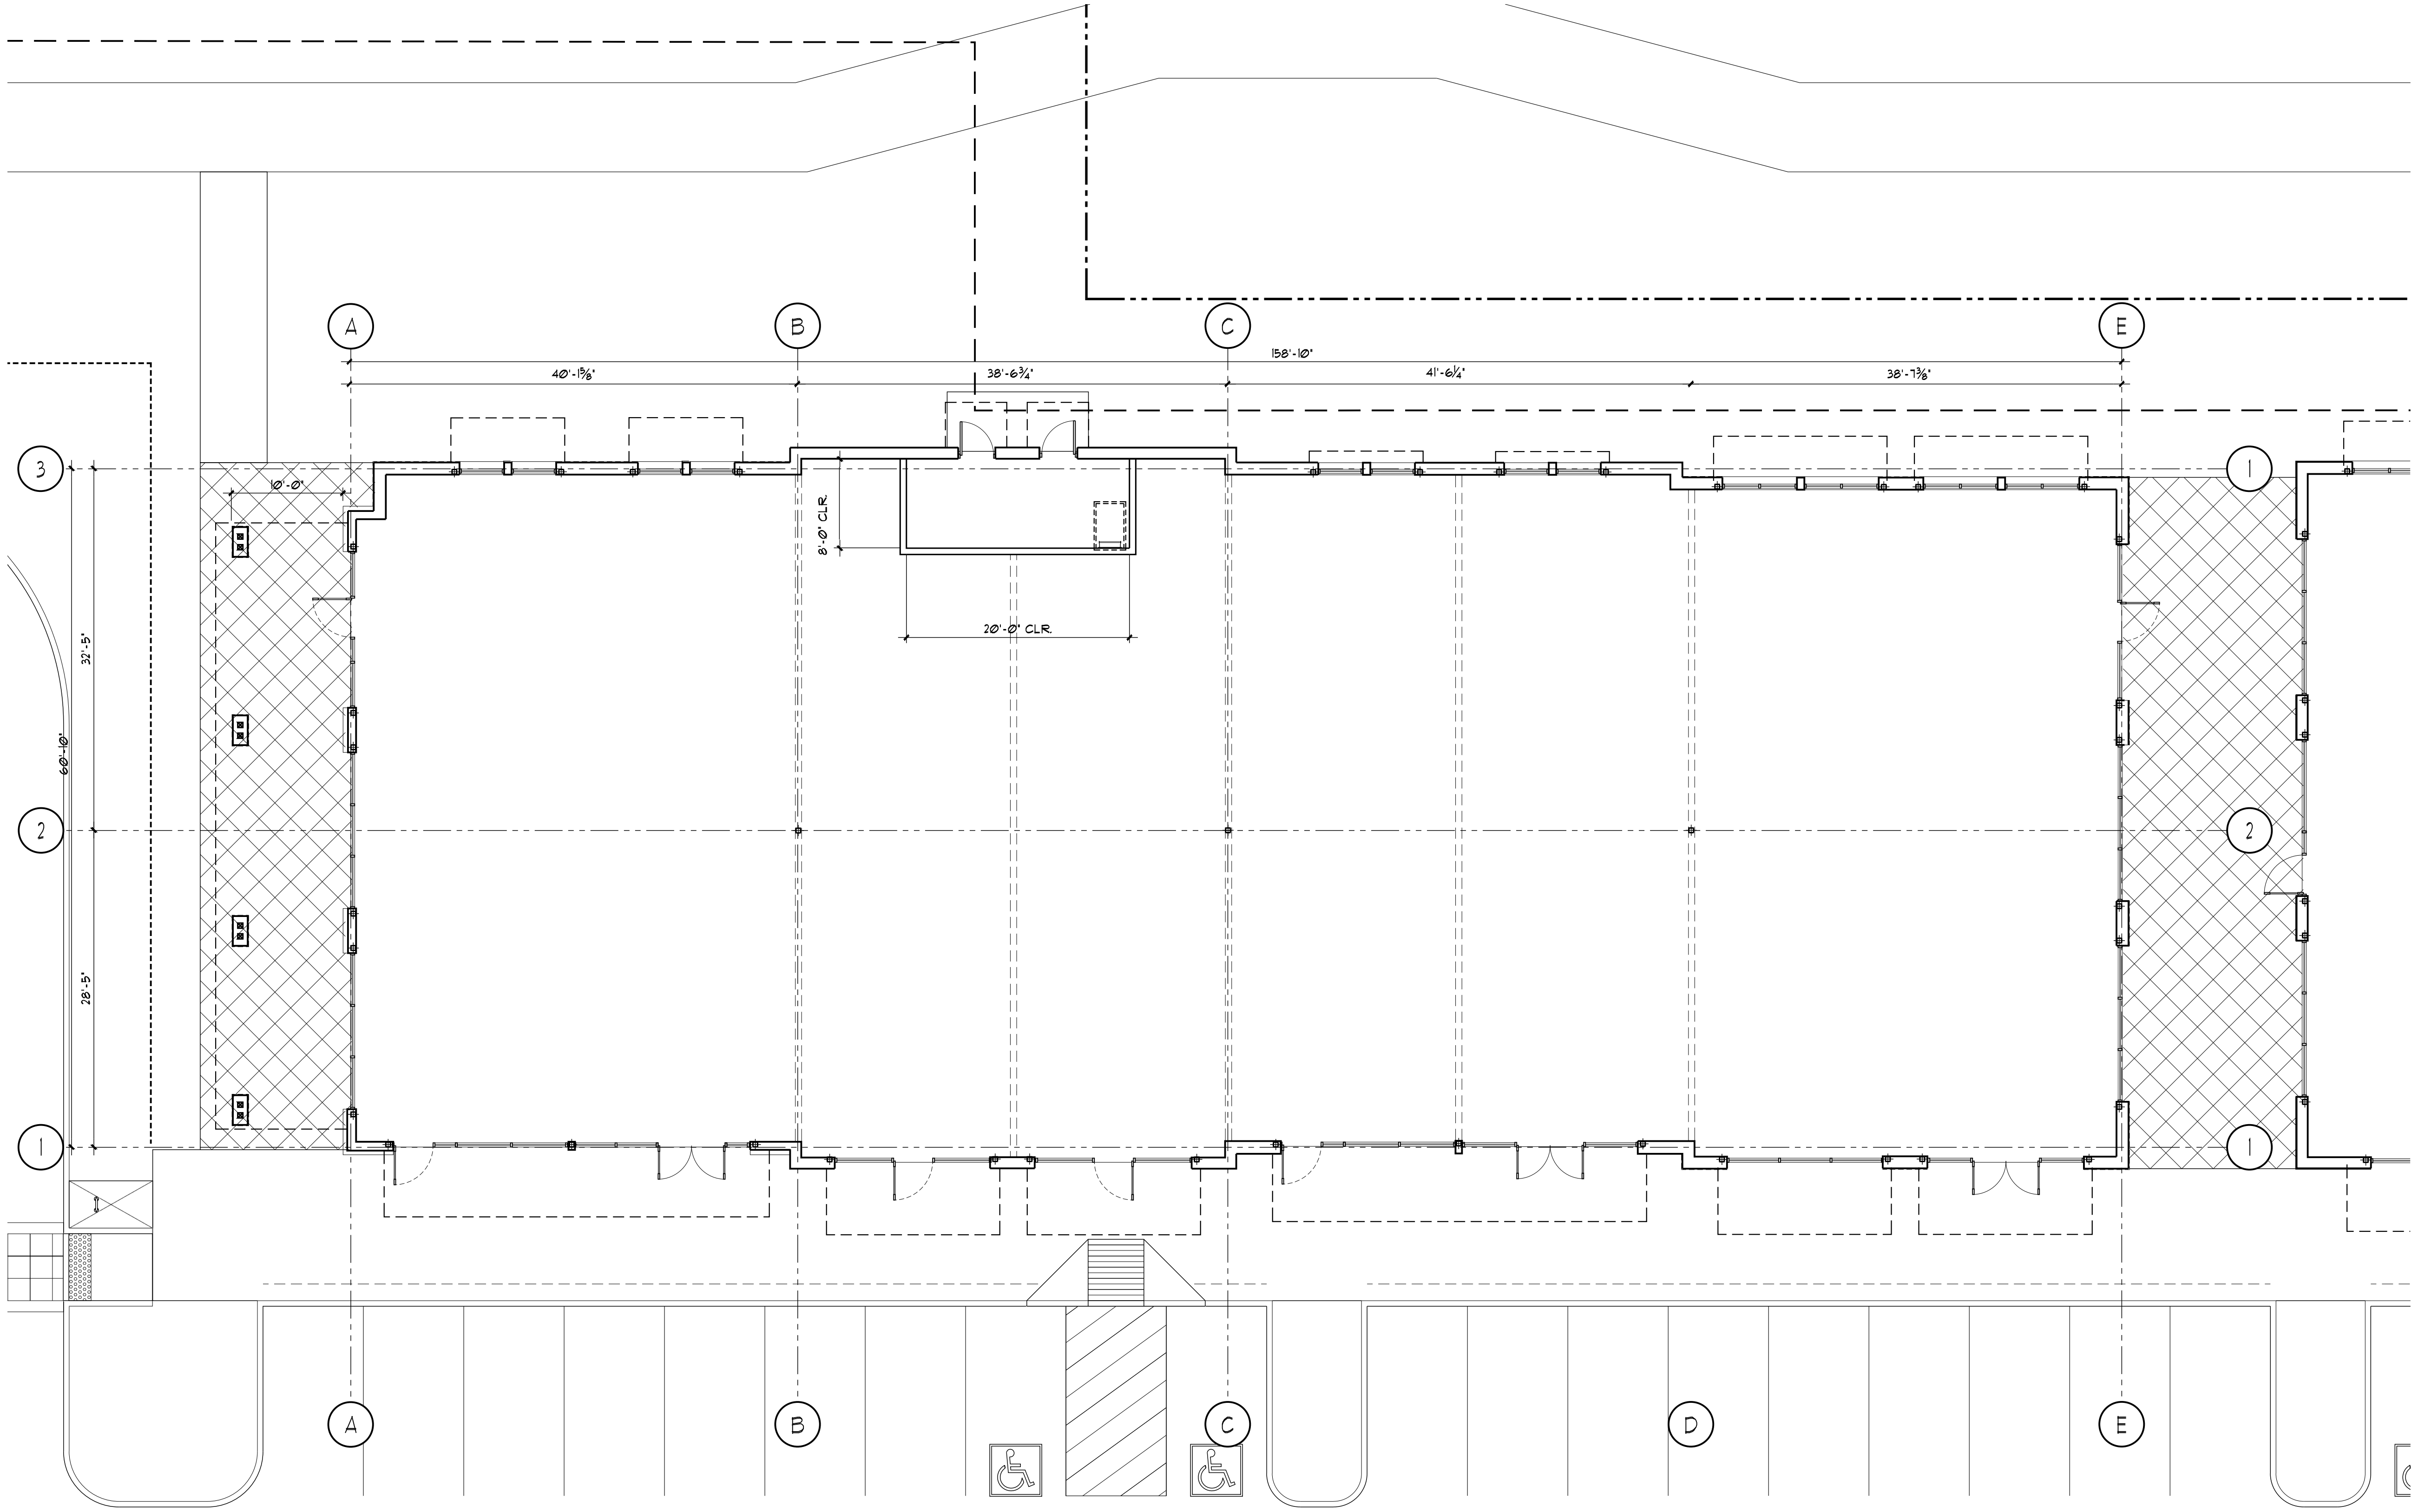 A B C E
158'-10"
40'-1⅝" 38'-6¾" 41'-6¼" 38'-7⅜"
3 1
10'-0"
8'-0" CLR.
20'-0" CLR.
32'-5"
60'-10"
2 2
28'-5"
1 1
A B C D E